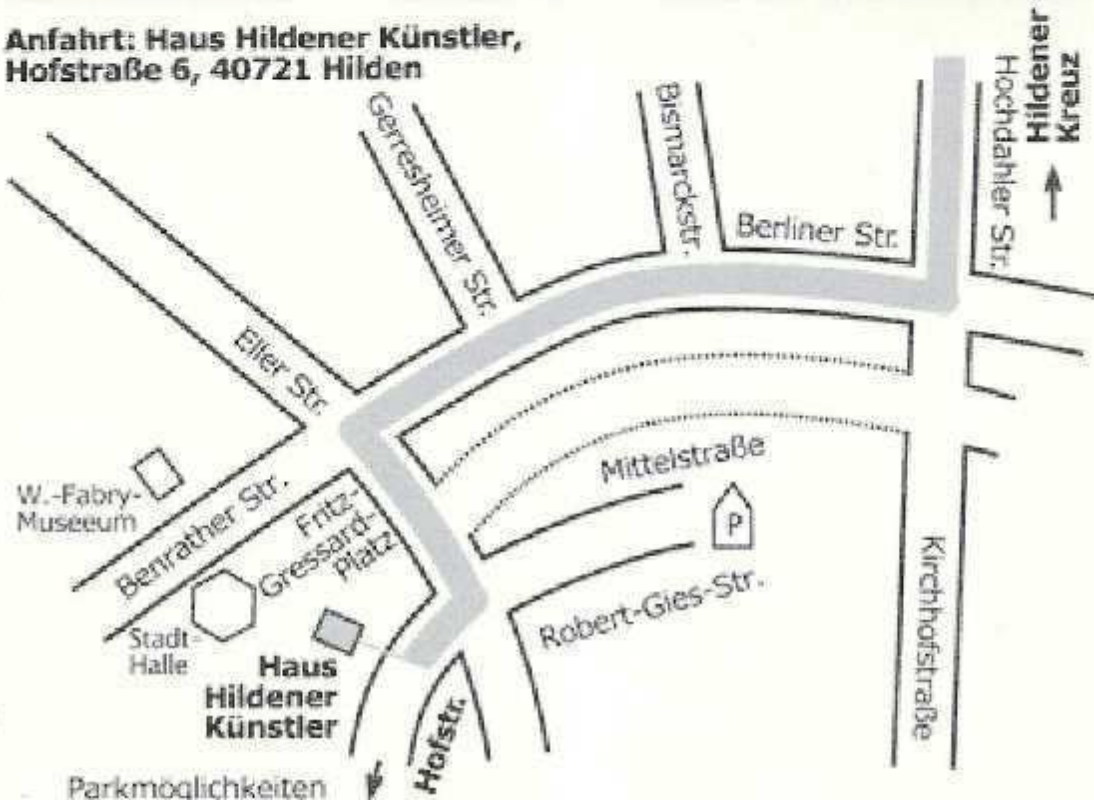 Anfahrt: Haus Hildener Künstler,
Hofstraße 6, 40721 Hilden
Gerresheimer Str.
Bismarckstr.
Berliner Str.
Hochdahler Str.
Hildener
Kreuz
Eller Str.
W.-Fabry-
Museeum
Benrather Str.
Fritz-
Gressard-
Platz
Mittelstraße
P
Robert-Gies-Str.
Kirchhofstraße
Stadt-
Halle
Haus
Hildener
Künstler
Hofstr.
Parkmöglichkeiten